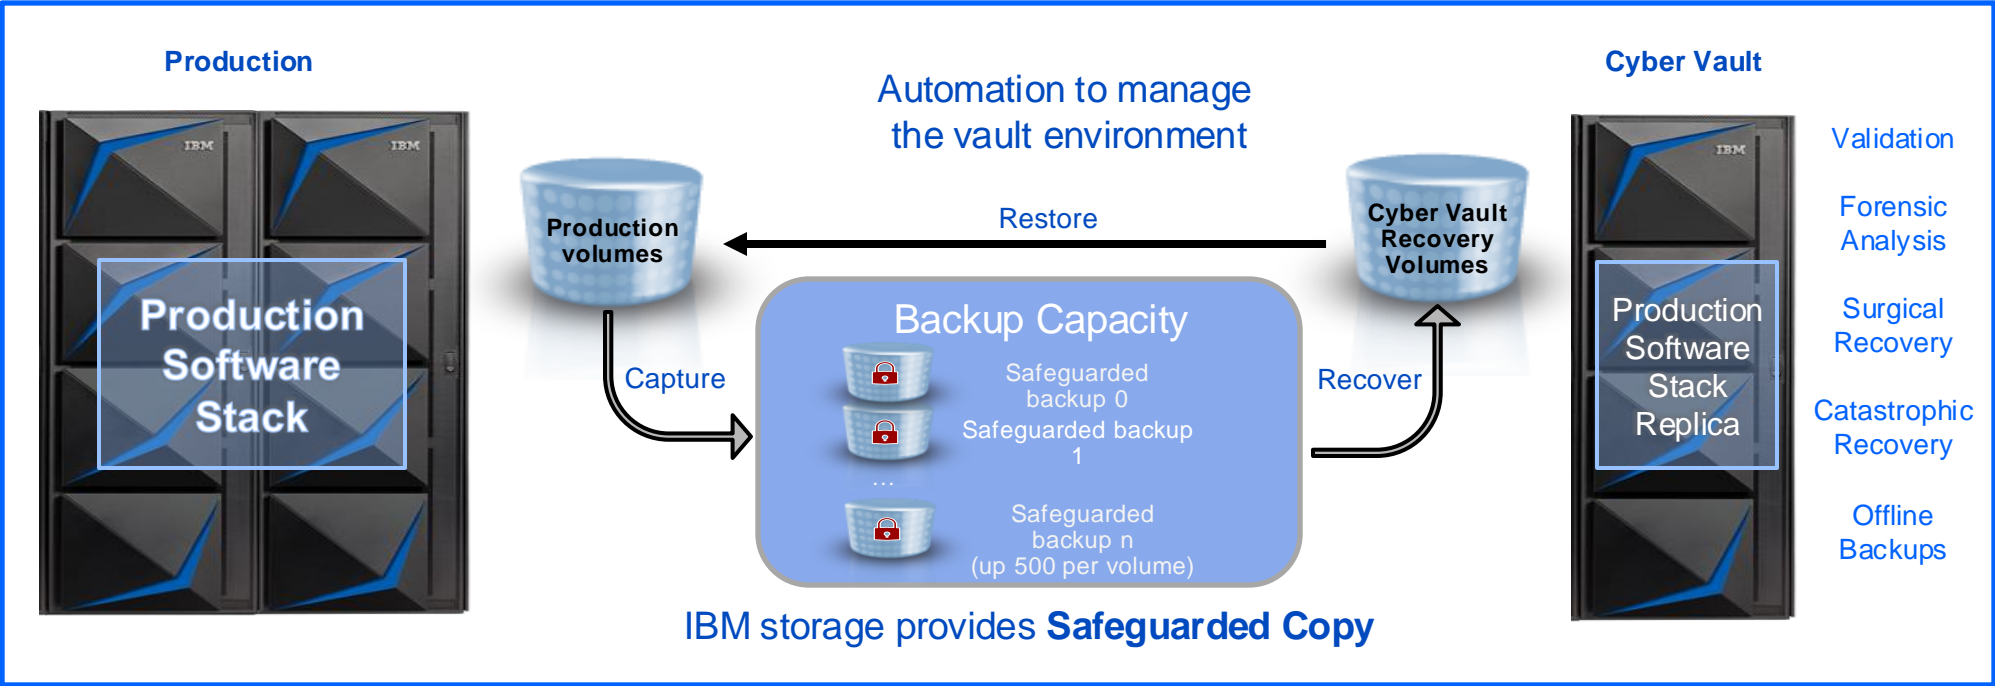 Production
Cyber Vault
Automation to manage
the vault environment
IBM
IBM
IBM
Validation
Forensic
Analysis
Surgical
Recovery
Catastrophic
Recovery
Offline
Backups
Production
volumes
Restore
Cyber Vault
Recovery
Volumes
Production
Software
Stack
Production
Software
Stack
Replica
Capture
Recover
Backup Capacity
Safeguarded
backup 0
Safeguarded backup
1
...
Safeguarded
backup n
(up 500 per volume)
IBM storage provides Safeguarded Copy